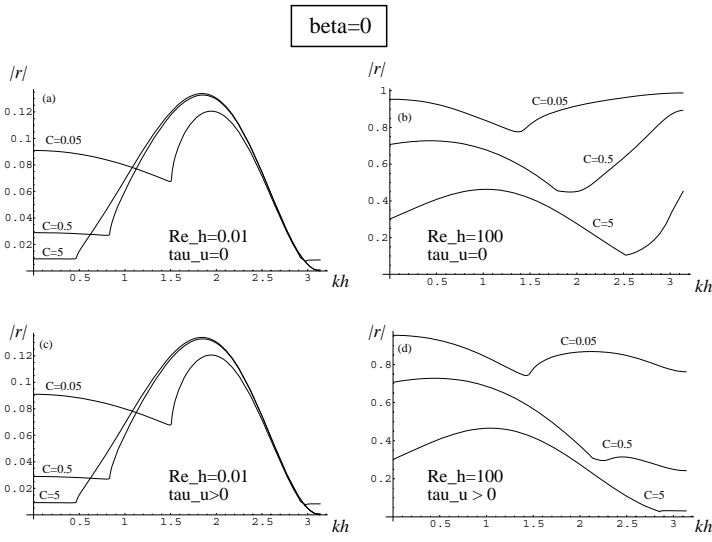 beta=0
|r|
(a)
0.12
0.1
0.08
0.06
0.04
0.02
C=0.05
C=0.5
C=5
Re_h=0.01
tau_u=0
0.5 1 1.5 2 2.5 3
kh
|r|
(b)
1
0.8
0.6
0.4
0.2
C=0.05
C=0.5
C=5
Re_h=100
tau_u=0
0.5 1 1.5 2 2.5 3
kh
|r|
(c)
0.12
0.1
0.08
0.06
0.04
0.02
C=0.05
C=0.5
C=5
Re_h=0.01
tau_u>0
0.5 1 1.5 2 2.5 3
kh
|r|
(d)
0.8
0.6
0.4
0.2
C=0.05
C=0.5
C=5
Re_h=100
tau_u > 0
0.5 1 1.5 2 2.5 3
kh